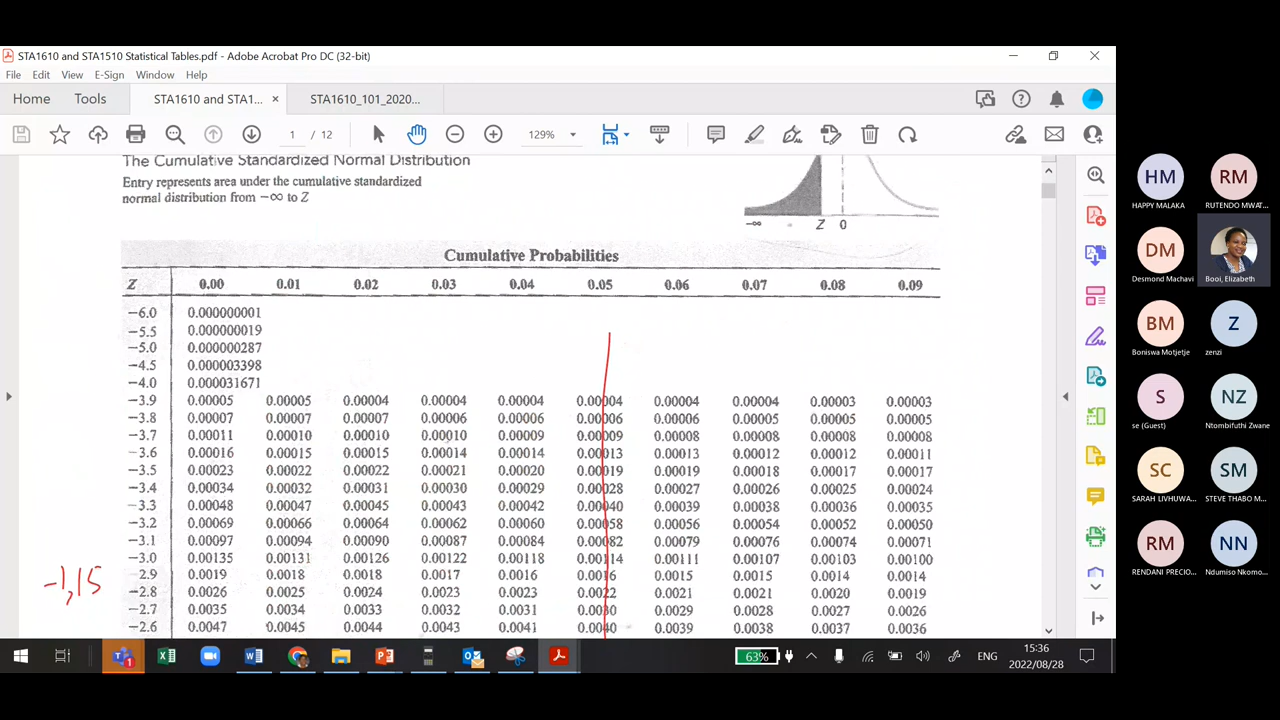 STA1610 and STA1510 Statistical Tables.pdf - Adobe Acrobat Pro DC (32-bit)
File Edit View E-Sign Window Help
Home Tools STA1610 and STA1... × STA1610_101_2020...
1 / 12 129%
The Cumulative Standardized Normal Distribution
Entry represents area under the cumulative standardized
normal distribution from −∞ to Z
−∞ Z 0
Cumulative Probabilities
Z 0.00 0.01 0.02 0.03 0.04 0.05 0.06 0.07 0.08 0.09
−6.0 0.000000001
−5.5 0.000000019
−5.0 0.000000287
−4.5 0.000003398
−4.0 0.000031671
−3.9 0.00005 0.00005 0.00004 0.00004 0.00004 0.00004 0.00004 0.00004 0.00003 0.00003
−3.8 0.00007 0.00007 0.00007 0.00006 0.00006 0.00006 0.00006 0.00005 0.00005 0.00005
−3.7 0.00011 0.00010 0.00010 0.00010 0.00009 0.00009 0.00008 0.00008 0.00008 0.00008
−3.6 0.00016 0.00015 0.00015 0.00014 0.00014 0.00013 0.00013 0.00012 0.00012 0.00011
−3.5 0.00023 0.00022 0.00022 0.00021 0.00020 0.00019 0.00019 0.00018 0.00017 0.00017
−3.4 0.00034 0.00032 0.00031 0.00030 0.00029 0.00028 0.00027 0.00026 0.00025 0.00024
−3.3 0.00048 0.00047 0.00045 0.00043 0.00042 0.00040 0.00039 0.00038 0.00036 0.00035
−3.2 0.00069 0.00066 0.00064 0.00062 0.00060 0.00058 0.00056 0.00054 0.00052 0.00050
−3.1 0.00097 0.00094 0.00090 0.00087 0.00084 0.00082 0.00079 0.00076 0.00074 0.00071
−3.0 0.00135 0.00131 0.00126 0.00122 0.00118 0.00114 0.00111 0.00107 0.00103 0.00100
−2.9 0.0019 0.0018 0.0018 0.0017 0.0016 0.0016 0.0015 0.0015 0.0014 0.0014
−2.8 0.0026 0.0025 0.0024 0.0023 0.0023 0.0022 0.0021 0.0021 0.0020 0.0019
−2.7 0.0035 0.0034 0.0033 0.0032 0.0031 0.0030 0.0029 0.0028 0.0027 0.0026
−2.6 0.0047 0.0045 0.0044 0.0043 0.0041 0.0040 0.0039 0.0038 0.0037 0.0036
-1,15
HM RM
HAPPY MALAKA RUTENDO MWAT...
DM
Desmond Machavi Booi, Elizabeth
BM Z
Boniswa Motjetje zenzi
S NZ
se (Guest) Ntombifuthi Zwane
SC SM
SARAH LIVHUWA... STEVE THABO M...
RM NN
RENDANI PRECIO... Ndumiso Nkomo...
63% ENG 15:36
2022/08/28